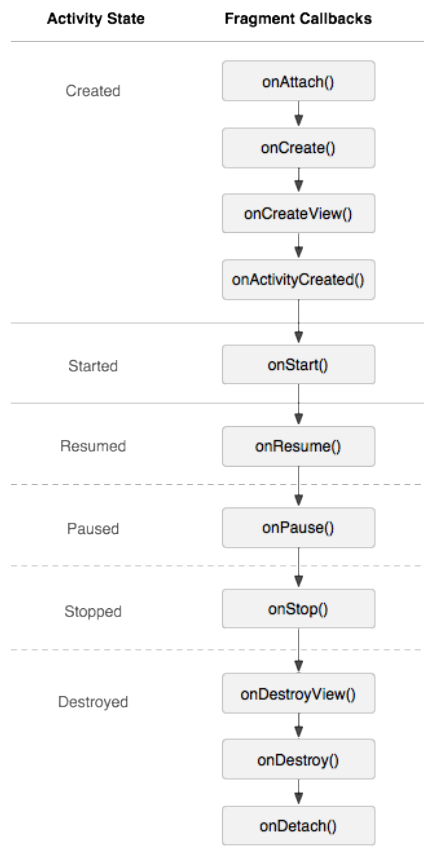 Activity State Fragment Callbacks
Created
onAttach()
onCreate()
onCreateView()
onActivityCreated()
Started onStart()
Resumed onResume()
Paused onPause()
Stopped onStop()
Destroyed
onDestroyView()
onDestroy()
onDetach()